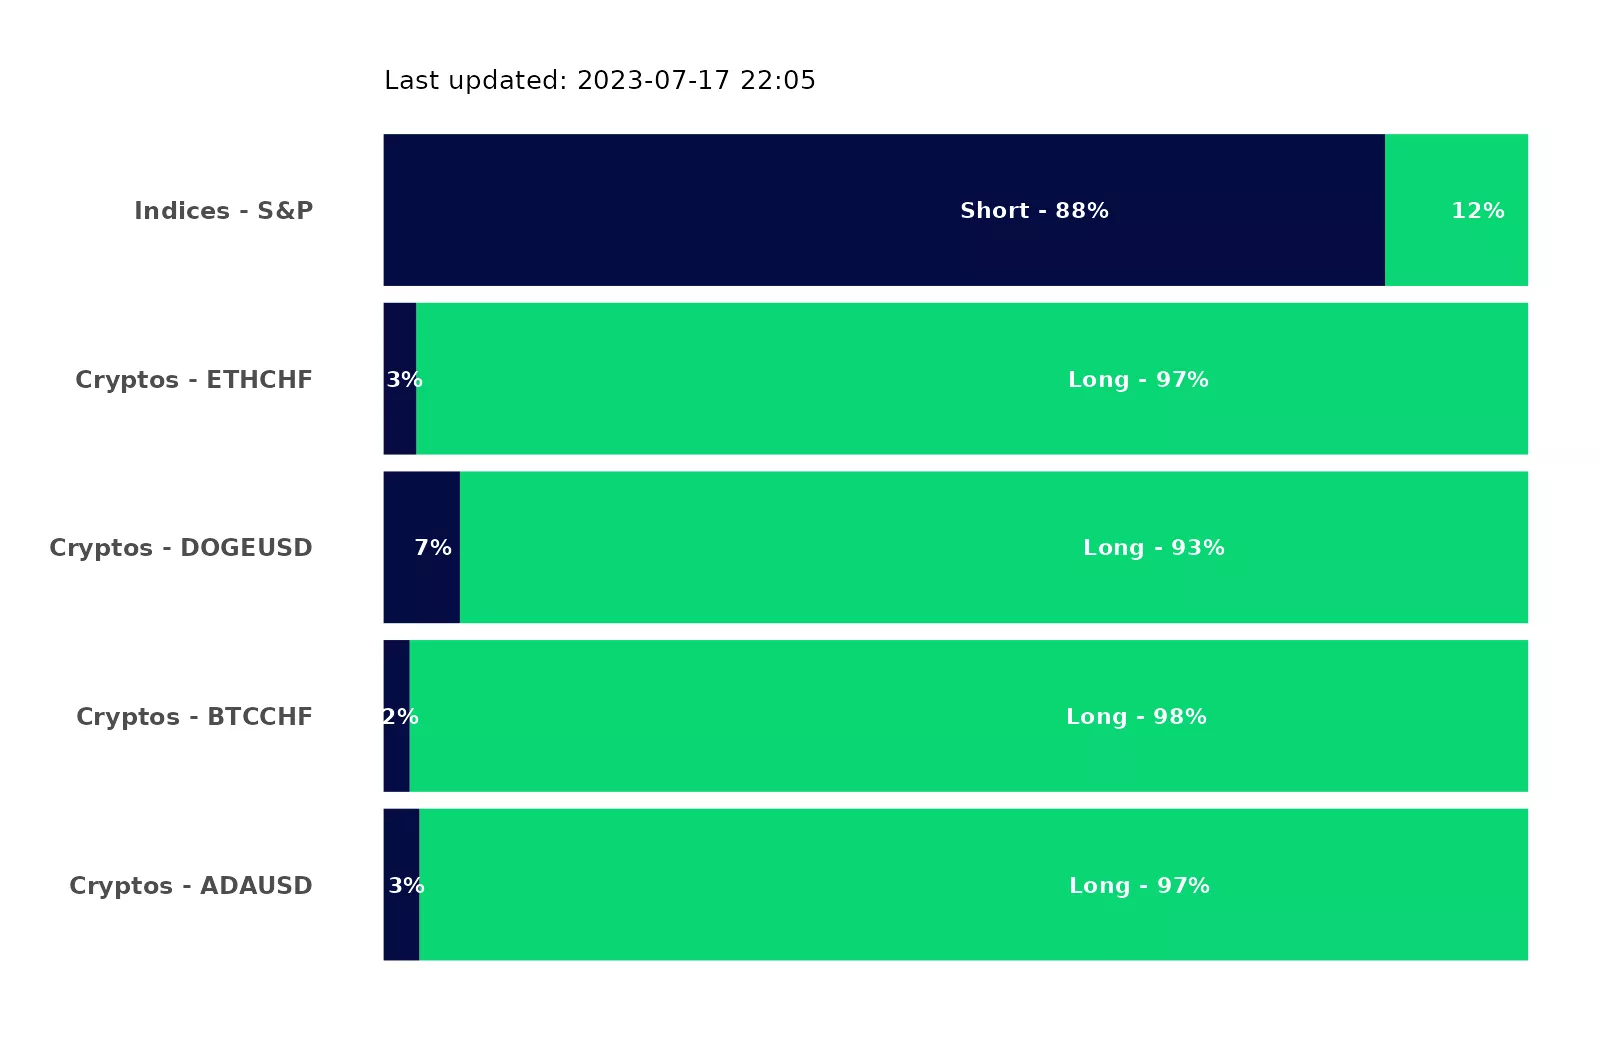 Last updated: 2023-07-17 22:05
Indices - S&P Short - 88% 12%
Cryptos - ETHCHF 3% Long - 97%
Cryptos - DOGEUSD 7% Long - 93%
Cryptos - BTCCHF 2% Long - 98%
Cryptos - ADAUSD 3% Long - 97%